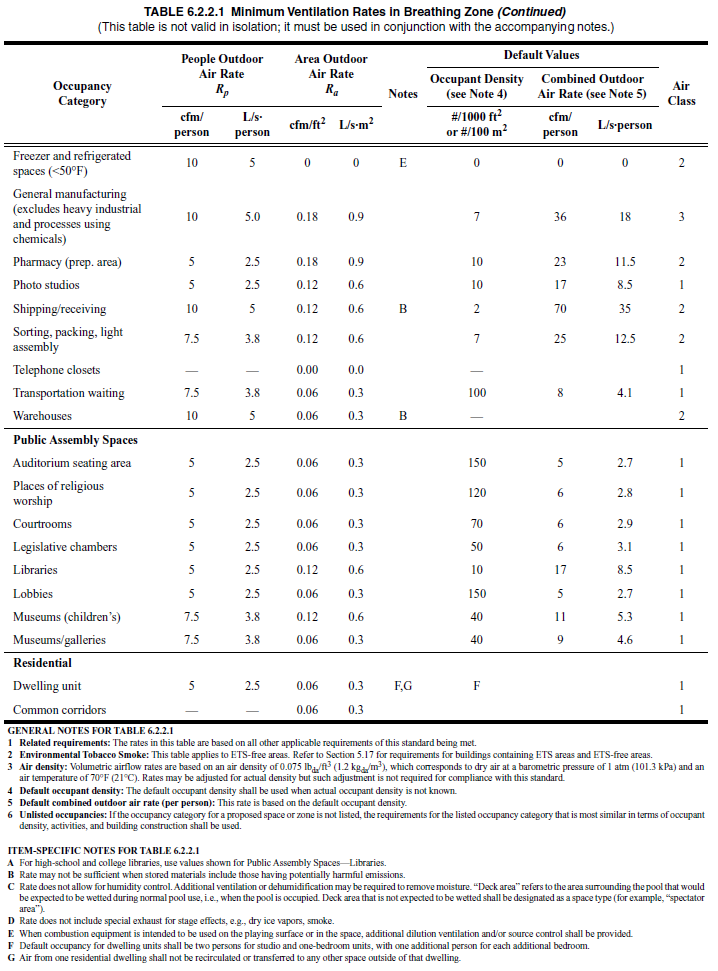 TABLE 6.2.2.1 Minimum Ventilation Rates in Breathing Zone (Continued)
(This table is not valid in isolation; it must be used in conjunction with the accompanying notes.)
Occupancy Category People Outdoor Air Rate Rp Area Outdoor Air Rate Ra Notes Default Values Air Class
Occupant Density (see Note 4) Combined Outdoor Air Rate (see Note 5)
cfm/person L/s·person cfm/ft² L/s·m² #/1000 ft² or #/100 m² cfm/person L/s·person
Freezer and refrigerated spaces (<50°F) 10 5 0 0 E 0 0 0 2
General manufacturing (excludes heavy industrial and processes using chemicals) 10 5.0 0.18 0.9 7 36 18 3
Pharmacy (prep. area) 5 2.5 0.18 0.9 10 23 11.5 2
Photo studios 5 2.5 0.12 0.6 10 17 8.5 1
Shipping/receiving 10 5 0.12 0.6 B 2 70 35 2
Sorting, packing, light assembly 7.5 3.8 0.12 0.6 7 25 12.5 2
Telephone closets — — 0.00 0.0 — 1
Transportation waiting 7.5 3.8 0.06 0.3 100 8 4.1 1
Warehouses 10 5 0.06 0.3 B — 2
Public Assembly Spaces
Auditorium seating area 5 2.5 0.06 0.3 150 5 2.7 1
Places of religious worship 5 2.5 0.06 0.3 120 6 2.8 1
Courtrooms 5 2.5 0.06 0.3 70 6 2.9 1
Legislative chambers 5 2.5 0.06 0.3 50 6 3.1 1
Libraries 5 2.5 0.12 0.6 10 17 8.5 1
Lobbies 5 2.5 0.06 0.3 150 5 2.7 1
Museums (children's) 7.5 3.8 0.12 0.6 40 11 5.3 1
Museums/galleries 7.5 3.8 0.06 0.3 40 9 4.6 1
Residential
Dwelling unit 5 2.5 0.06 0.3 F,G F 1
Common corridors — — 0.06 0.3 1
GENERAL NOTES FOR TABLE 6.2.2.1
1 Related requirements: The rates in this table are based on all other applicable requirements of this standard being met.
2 Environmental Tobacco Smoke: This table applies to ETS-free areas. Refer to Section 5.17 for requirements for buildings containing ETS areas and ETS-free areas.
3 Air density: Volumetric airflow rates are based on an air density of 0.075 lbda/ft³ (1.2 kgda/m³), which corresponds to dry air at a barometric pressure of 1 atm (101.3 kPa) and an
air temperature of 70°F (21°C). Rates may be adjusted for actual density but such adjustment is not required for compliance with this standard.
4 Default occupant density: The default occupant density shall be used when actual occupant density is not known.
5 Default combined outdoor air rate (per person): This rate is based on the default occupant density.
6 Unlisted occupancies: If the occupancy category for a proposed space or zone is not listed, the requirements for the listed occupancy category that is most similar in terms of occupant
density, activities, and building construction shall be used.
ITEM-SPECIFIC NOTES FOR TABLE 6.2.2.1
A For high-school and college libraries, use values shown for Public Assembly Spaces—Libraries.
B Rate may not be sufficient when stored materials include those having potentially harmful emissions.
C Rate does not allow for humidity control. Additional ventilation or dehumidification may be required to remove moisture. “Deck area” refers to the area surrounding the pool that would
be expected to be wetted during normal pool use, i.e., when the pool is occupied. Deck area that is not expected to be wetted shall be designated as a space type (for example, “spectator
area”).
D Rate does not include special exhaust for stage effects, e.g., dry ice vapors, smoke.
E When combustion equipment is intended to be used on the playing surface or in the space, additional dilution ventilation and/or source control shall be provided.
F Default occupancy for dwelling units shall be two persons for studio and one-bedroom units, with one additional person for each additional bedroom.
G Air from one residential dwelling shall not be recirculated or transferred to any other space outside of that dwelling.